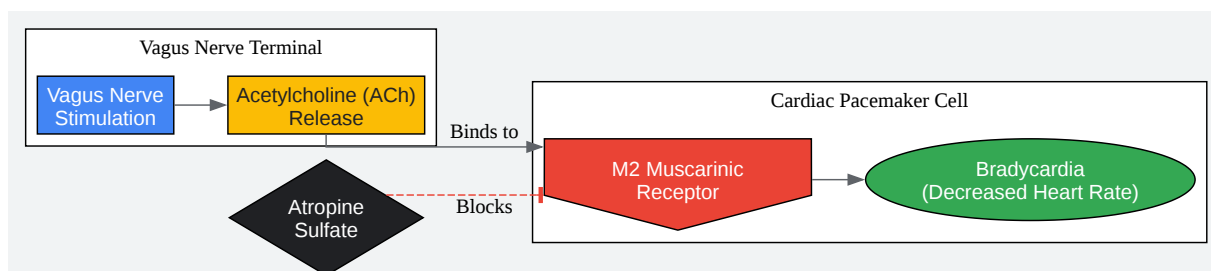 Vagus Nerve Terminal
Vagus Nerve
Stimulation
Acetylcholine (ACh)
Release
Binds to
Cardiac Pacemaker Cell
M2 Muscarinic
Receptor
Bradycardia
(Decreased Heart Rate)
Atropine
Sulfate
Blocks